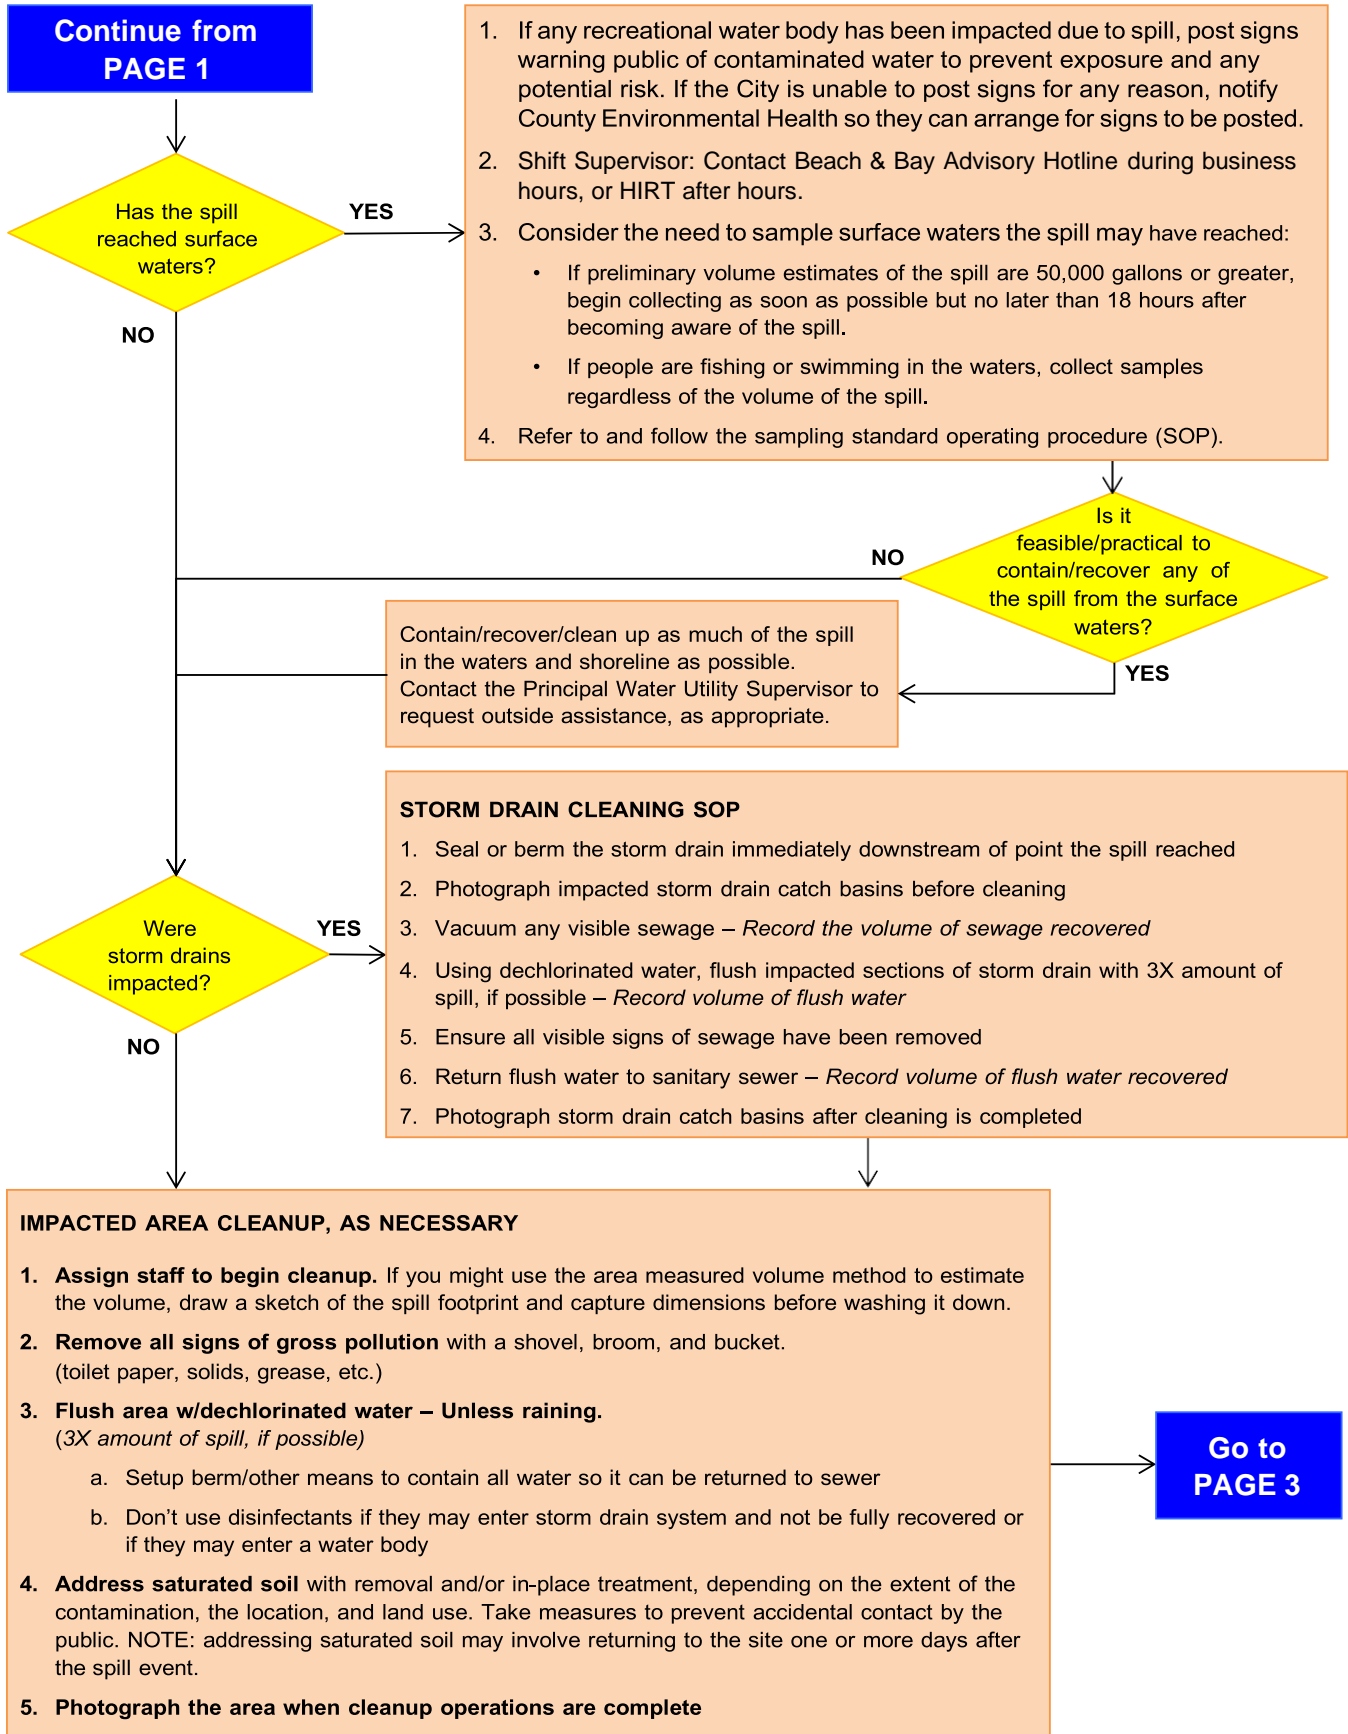 Continue from
PAGE 1
1. If any recreational water body has been impacted due to spill, post signs
warning public of contaminated water to prevent exposure and any
potential risk. If the City is unable to post signs for any reason, notify
County Environmental Health so they can arrange for signs to be posted.
2. Shift Supervisor: Contact Beach & Bay Advisory Hotline during business
hours, or HIRT after hours.
3. Consider the need to sample surface waters the spill may have reached:
• If preliminary volume estimates of the spill are 50,000 gallons or greater,
begin collecting as soon as possible but no later than 18 hours after
becoming aware of the spill.
• If people are fishing or swimming in the waters, collect samples
regardless of the volume of the spill.
4. Refer to and follow the sampling standard operating procedure (SOP).
Has the spill
reached surface
waters?
YES
NO
Is it
feasible/practical to
contain/recover any of
the spill from the surface
waters?
NO
YES
Contain/recover/clean up as much of the spill
in the waters and shoreline as possible.
Contact the Principal Water Utility Supervisor to
request outside assistance, as appropriate.
Were
storm drains
impacted?
YES
NO
STORM DRAIN CLEANING SOP
1. Seal or berm the storm drain immediately downstream of point the spill reached
2. Photograph impacted storm drain catch basins before cleaning
3. Vacuum any visible sewage – Record the volume of sewage recovered
4. Using dechlorinated water, flush impacted sections of storm drain with 3X amount of
spill, if possible – Record volume of flush water
5. Ensure all visible signs of sewage have been removed
6. Return flush water to sanitary sewer – Record volume of flush water recovered
7. Photograph storm drain catch basins after cleaning is completed
IMPACTED AREA CLEANUP, AS NECESSARY
1. Assign staff to begin cleanup. If you might use the area measured volume method to estimate
the volume, draw a sketch of the spill footprint and capture dimensions before washing it down.
2. Remove all signs of gross pollution with a shovel, broom, and bucket.
(toilet paper, solids, grease, etc.)
3. Flush area w/dechlorinated water – Unless raining.
(3X amount of spill, if possible)
a. Setup berm/other means to contain all water so it can be returned to sewer
b. Don't use disinfectants if they may enter storm drain system and not be fully recovered or
if they may enter a water body
4. Address saturated soil with removal and/or in-place treatment, depending on the extent of the
contamination, the location, and land use. Take measures to prevent accidental contact by the
public. NOTE: addressing saturated soil may involve returning to the site one or more days after
the spill event.
5. Photograph the area when cleanup operations are complete
Go to
PAGE 3